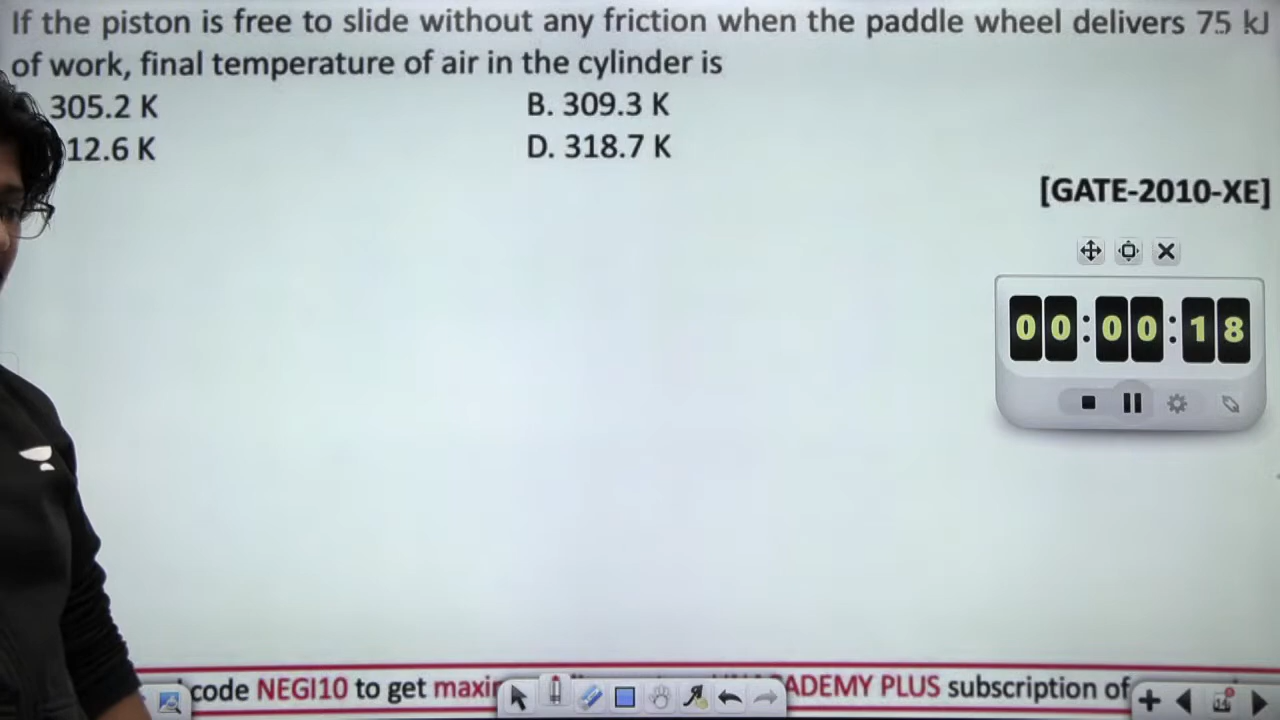 If the piston is free to slide without any friction when the paddle wheel delivers 75 kJ
of work, final temperature of air in the cylinder is
305.2 K
B. 309.3 K
12.6 K
D. 318.7 K
[GATE-2010-XE]
00:00:18
code NEGI10 to get
PLUS subscription of